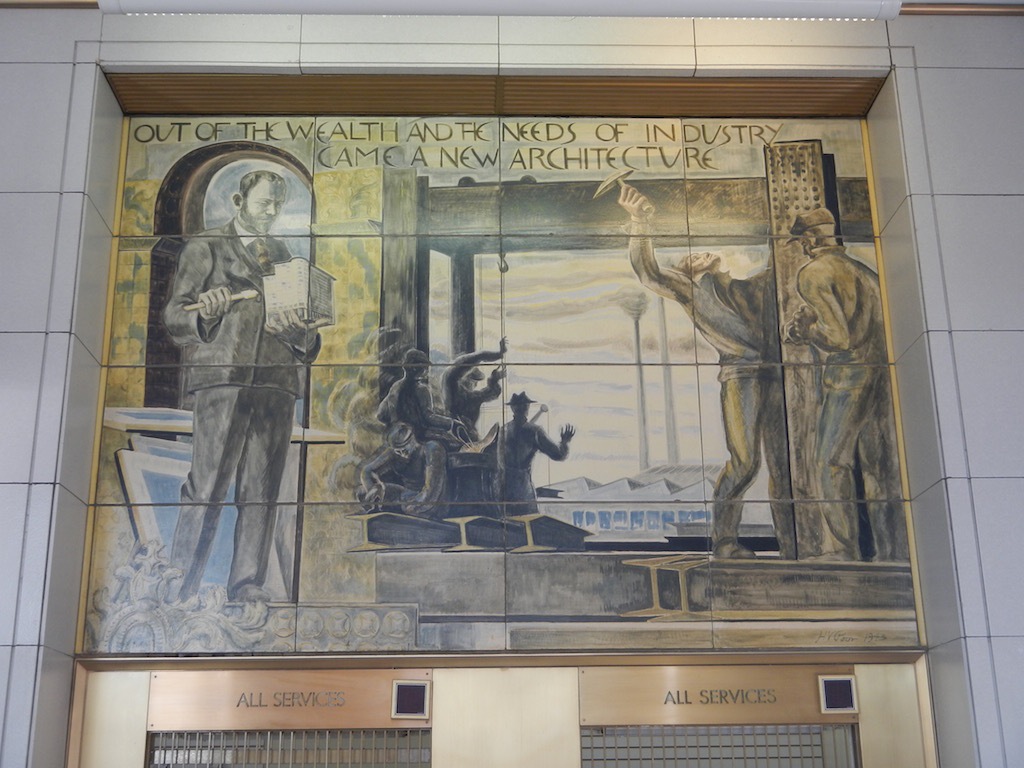 OUT OF THE WEALTH AND THE NEEDS OF INDUSTRY
CAME A NEW ARCHITECTURE
ALL SERVICES
ALL SERVICES